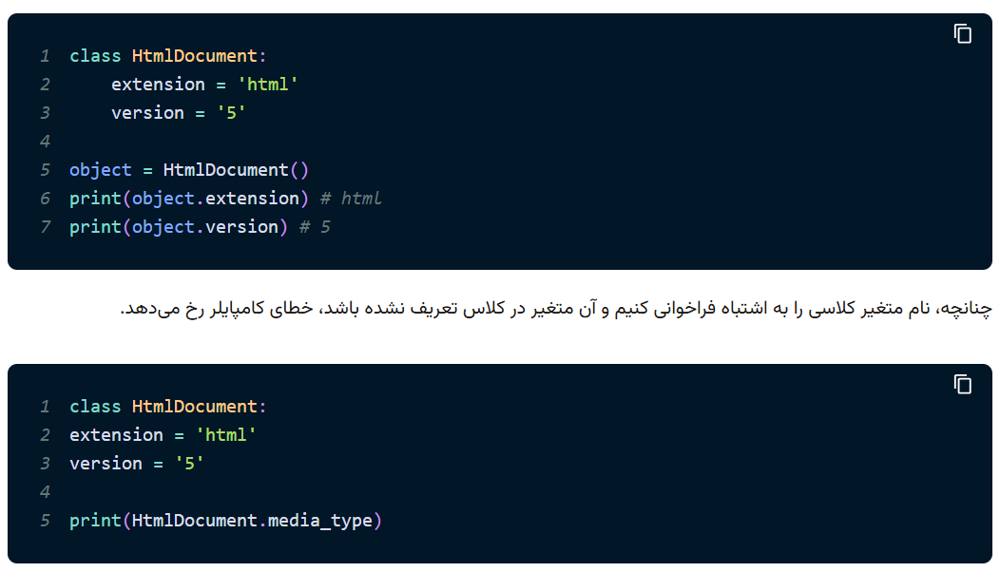 1 class HtmlDocument:
2     extension = 'html'
3     version = '5'
4
5 object = HtmlDocument()
6 print(object.extension) # html
7 print(object.version) # 5
چنانچه، نام متغیر کلاسی را به اشتباه فراخوانی کنیم و آن متغیر در کلاس تعریف نشده باشد، خطای کامپایلر رخ می‌دهد.
1 class HtmlDocument:
2 extension = 'html'
3 version = '5'
4
5 print(HtmlDocument.media_type)